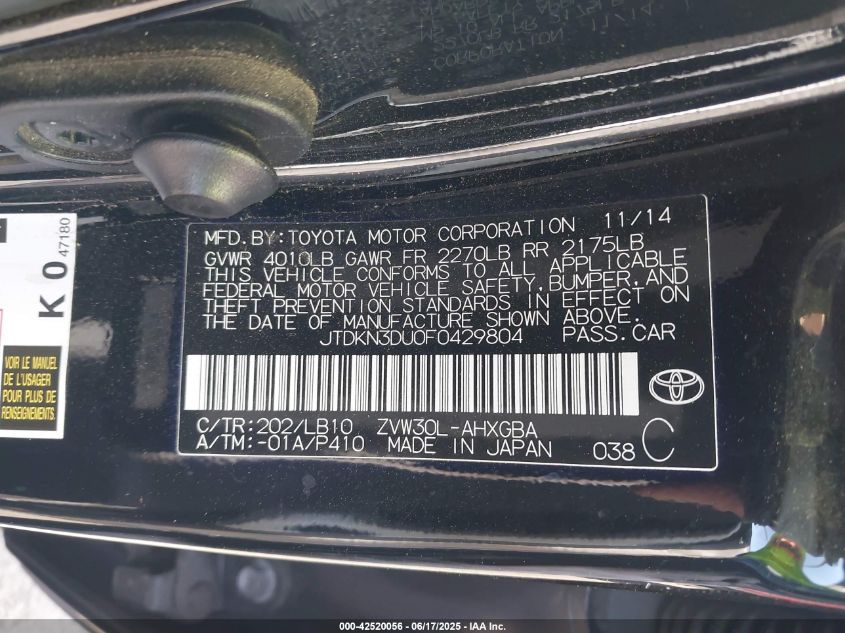 MFD. BY: TOYOTA MOTOR CORPORATION 11/14
GVWR 4010LB GAWR FR 2270LB RR 2175LB
THIS VEHICLE CONFORMS TO ALL APPLICABLE
FEDERAL MOTOR VEHICLE SAFETY, BUMPER, AND
THEFT PREVENTION STANDARDS IN EFFECT ON
THE DATE OF MANUFACTURE SHOWN ABOVE.
JTDKN3DU0F0429804 PASS. CAR
C/TR: 202/LB10 ZVW30L-AHXGBA
A/TM: -01A/P410 MADE IN JAPAN 038 C
K 0
47180
VOIR LE MANUEL
DE L'USAGER
POUR PLUS DE
RENSEIGNEMENTS
000-42520056 - 06/17/2025 - IAA Inc.